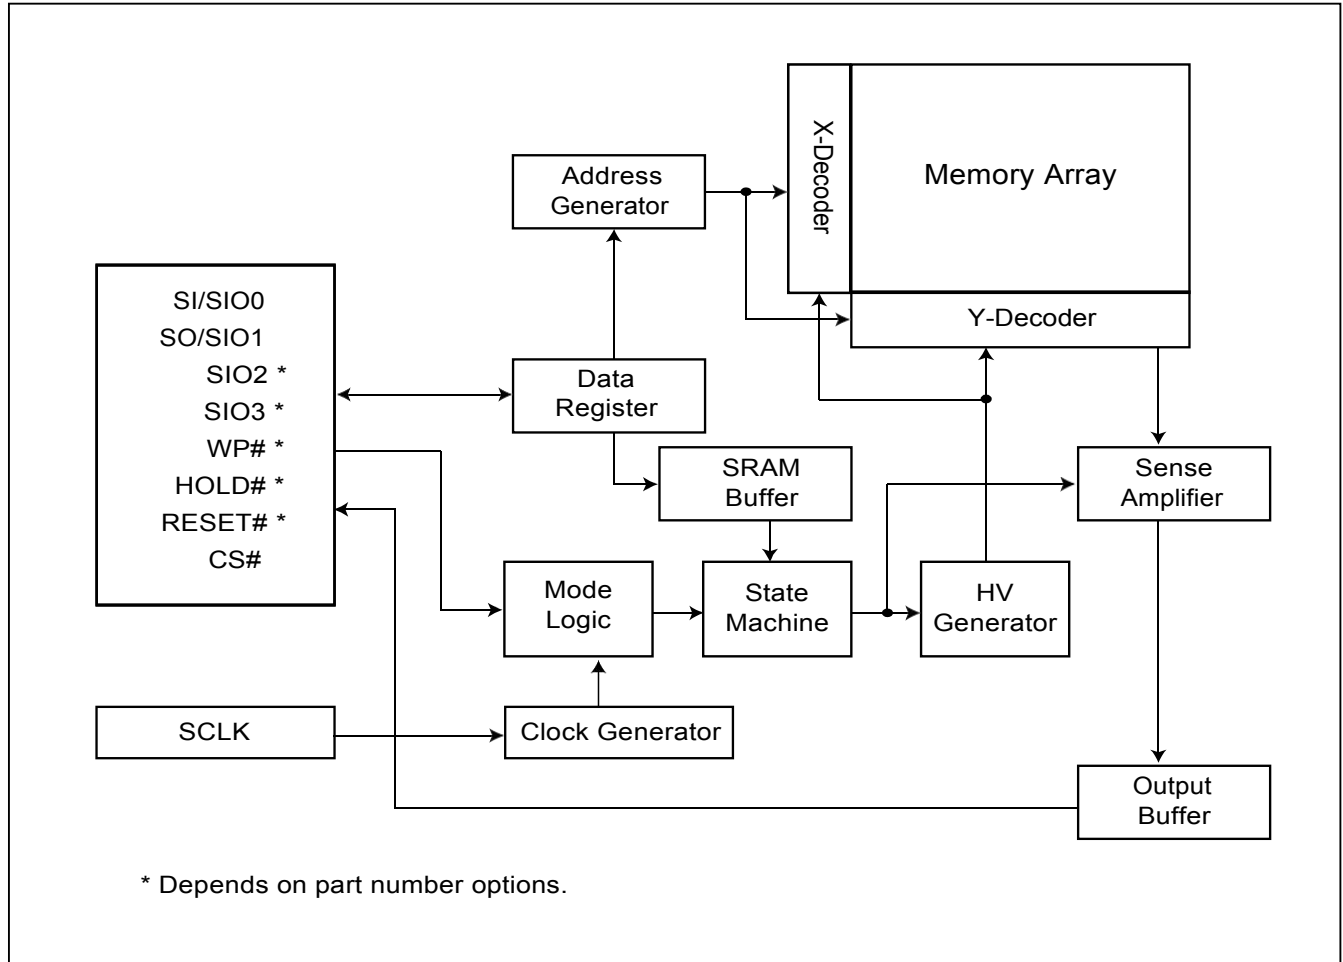 X-Decoder
Memory Array
Address
Generator
SI/SIO0
SO/SIO1
SIO2 *
SIO3 *
WP# *
HOLD# *
RESET# *
CS#
Y-Decoder
Data
Register
SRAM
Buffer
Sense
Amplifier
Mode
Logic
State
Machine
HV
Generator
SCLK
Clock Generator
Output
Buffer
* Depends on part number options.